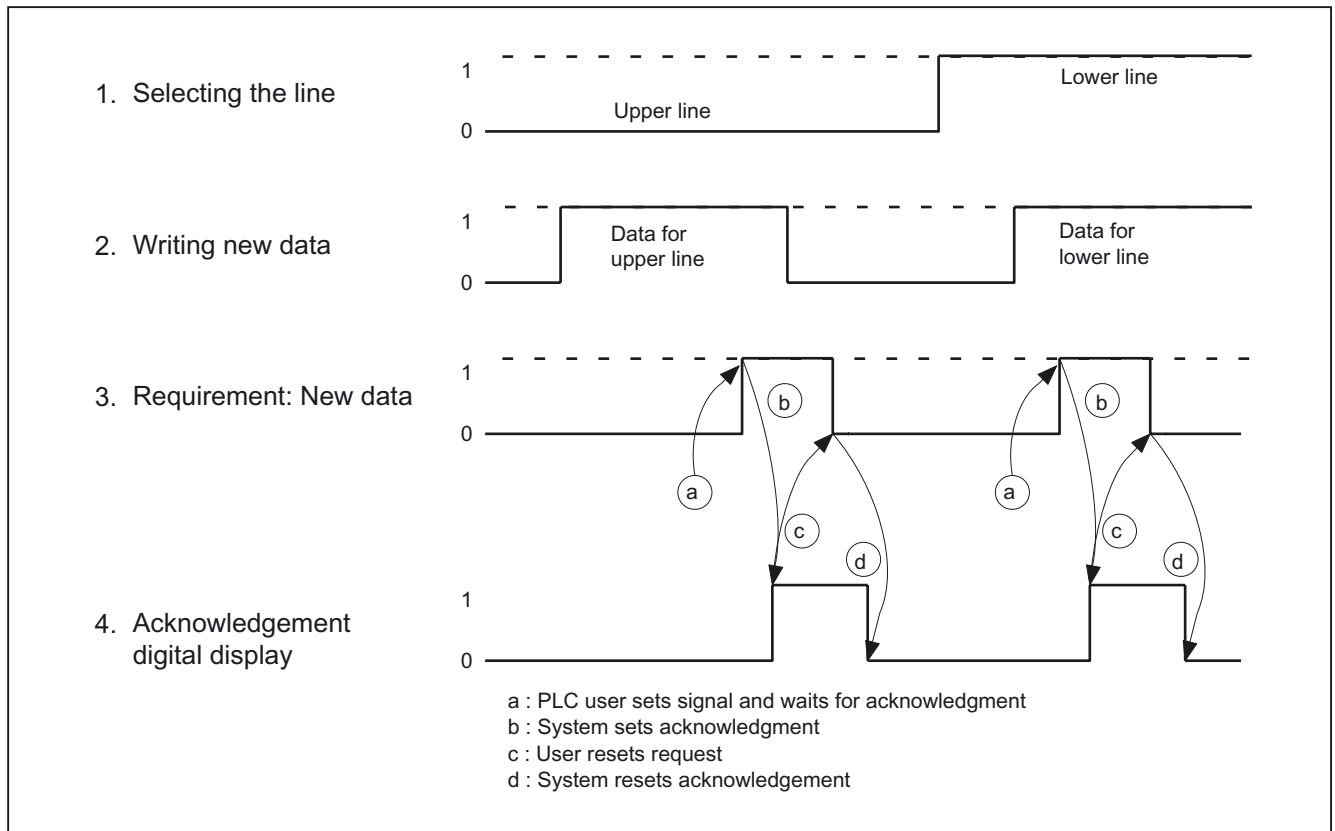 1. Selecting the line
1
0
Upper line
Lower line
2. Writing new data
1
0
Data for
upper line
Data for
lower line
3. Requirement: New data
1
0
b
b
a
a
c
c
d
d
4. Acknowledgement
digital display
1
0
a : PLC user sets signal and waits for acknowledgment
b : System sets acknowledgment
c : User resets request
d : System resets acknowledgement